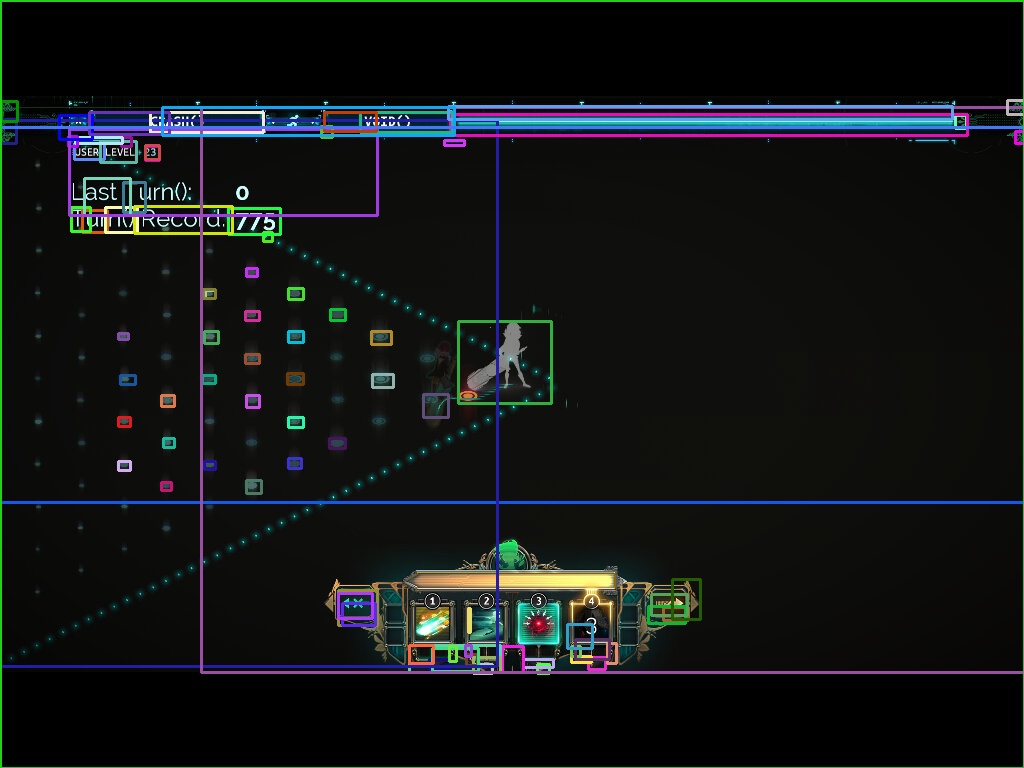 CRASH() VOID()
USER LEVEL 23
Last Turn(): 0
Turn() Record: 775
1 2 3 4
3